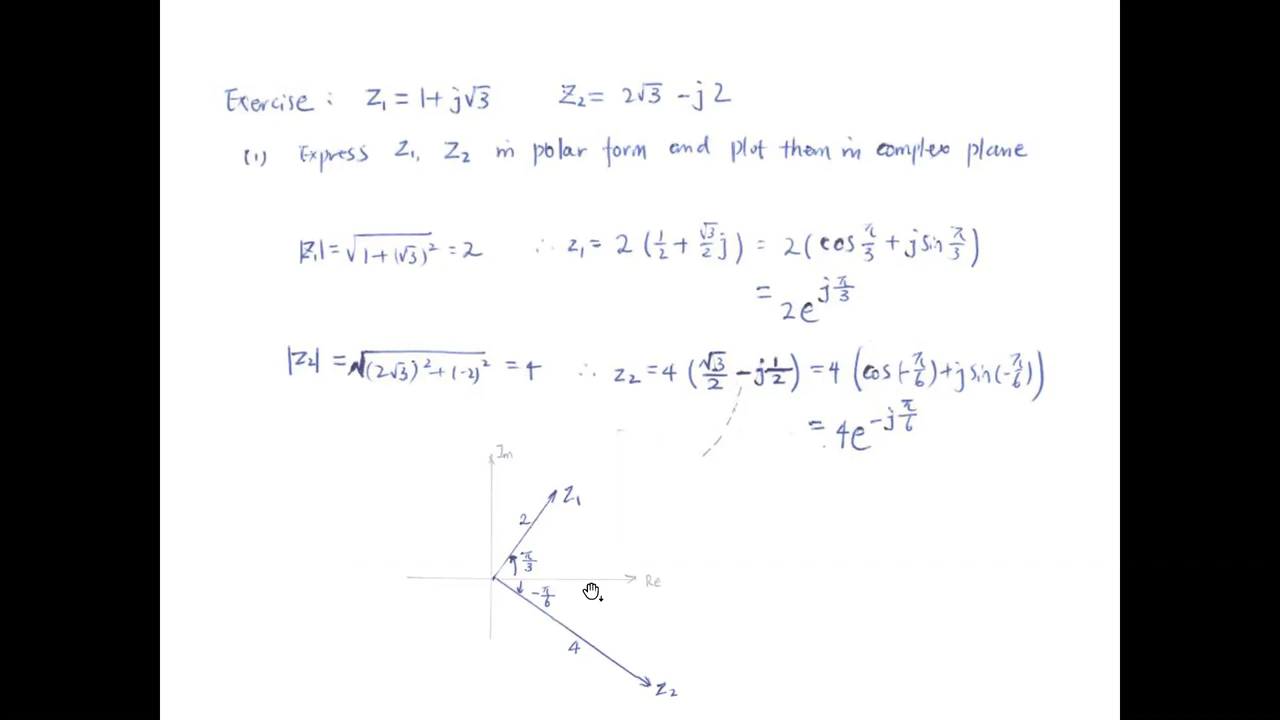 Exercise : Z₁ = 1 + j√3 Z₂ = 2√3 - j 2
(1) Express Z₁, Z₂ in polar form and plot them in complex plane
|Z₁| = √(1+(√3)²) = 2 ∴ z₁ = 2 (1/2 + √3/2 j) = 2(cos π/3 + j sin π/3)
= 2e^(jπ/3)
|Z₂| = √((2√3)²+(-2)²) = 4 ∴ z₂ = 4 (√3/2 - j 1/2) = 4 (cos(-π/6) + j sin(-π/6))
= 4e^(-jπ/6)
Im
Z₁
2
π/3
Re
-π/6
4
Z₂